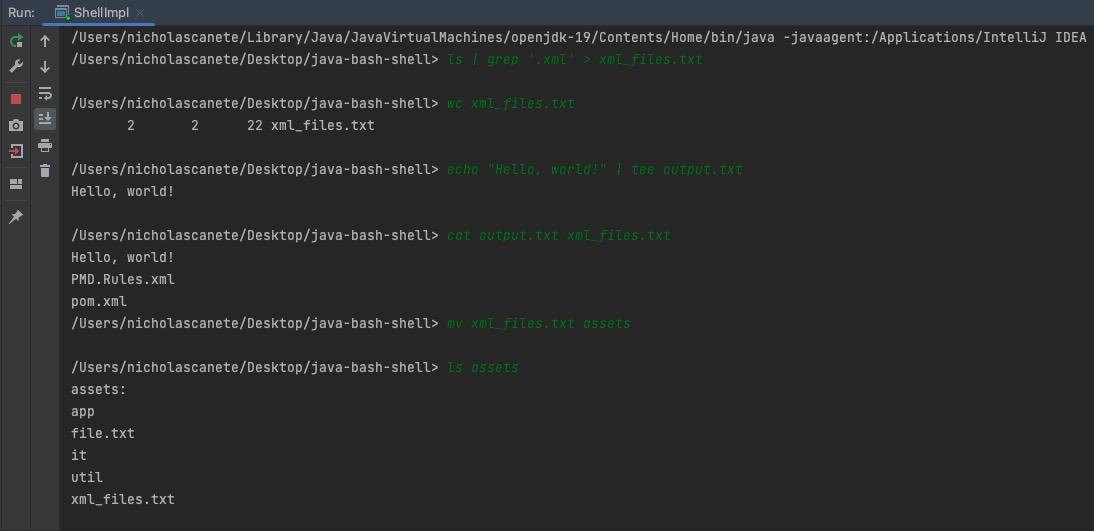 Run: ShellImpl
/Users/nicholascanete/Library/Java/JavaVirtualMachines/openjdk-19/Contents/Home/bin/java -javaagent:/Applications/IntelliJ IDEA
/Users/nicholascanete/Desktop/java-bash-shell> ls | grep '.xml' > xml_files.txt
/Users/nicholascanete/Desktop/java-bash-shell> wc xml_files.txt
2 2 22 xml_files.txt
/Users/nicholascanete/Desktop/java-bash-shell> echo "Hello, world!" | tee output.txt
Hello, world!
/Users/nicholascanete/Desktop/java-bash-shell> cat output.txt xml_files.txt
Hello, world!
PMD.Rules.xml
pom.xml
/Users/nicholascanete/Desktop/java-bash-shell> mv xml_files.txt assets
/Users/nicholascanete/Desktop/java-bash-shell> ls assets
assets:
app
file.txt
it
util
xml_files.txt